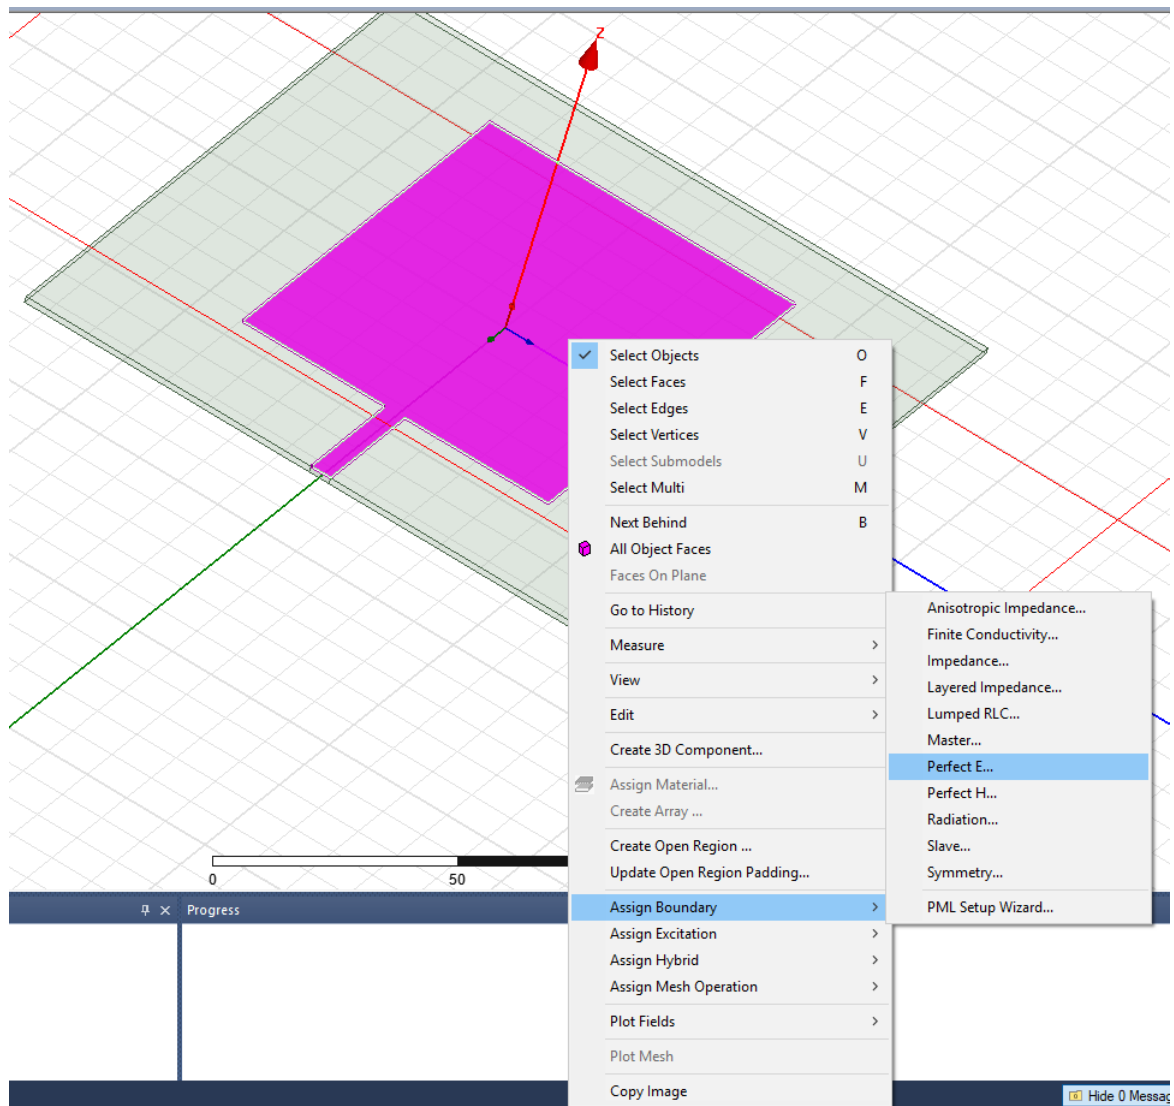 Z
Select Objects O
Select Faces F
Select Edges E
Select Vertices V
Select Submodels U
Select Multi M
Next Behind B
All Object Faces
Faces On Plane
Go to History
Measure
View
Edit
Create 3D Component...
Assign Material...
Create Array ...
Create Open Region ...
Update Open Region Padding...
Assign Boundary
Assign Excitation
Assign Hybrid
Assign Mesh Operation
Plot Fields
Plot Mesh
Copy Image
Anisotropic Impedance...
Finite Conductivity...
Impedance...
Layered Impedance...
Lumped RLC...
Master...
Perfect E...
Perfect H...
Radiation...
Slave...
Symmetry...
PML Setup Wizard...
0 50
Progress
Hide 0 Messag